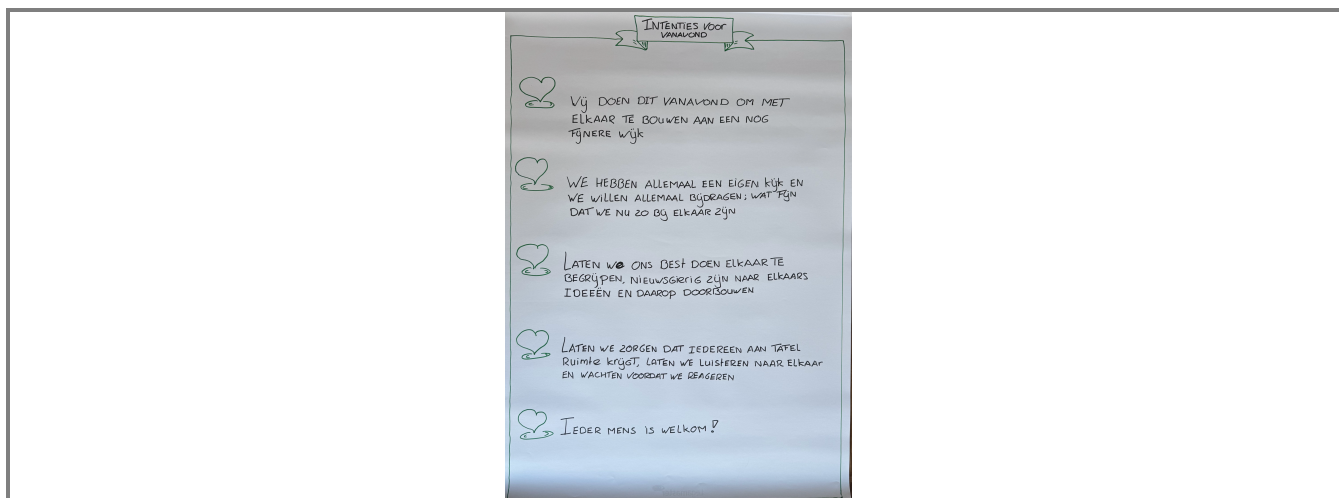 INTENTIES VOOR
VANAVOND
Vij DOEN DIT VANAVOND OM MET
ELKAAR TE BOUWEN AAN EEN NOG
FIJNERE WijK
WE HEBBEN ALLEMAAL EEN EIGEN KijK EN
WE WILLEN ALLEMAAL BIJDRAGEN; WAT FIJN
DAT WE NU ZO BIJ ELKAAR ZIJN
LATEN We ONS BESt DOEN ELKAAR TE
BEGRIJPEN, NIEUWSGIERIG ZIJN NAAR ELKAARS
IDEEËN EN DAAROP DOORBOUWEN
LATEN WE ZORGEN DAT IEDEREEN AAN TAFEL
RUIMTE KRIJGT, LATEN WE LUISTEREN NAAR ELKAAR
EN WACHTEN VOORDAT WE REAGEREN
IEDER MENS IS WELKOM!